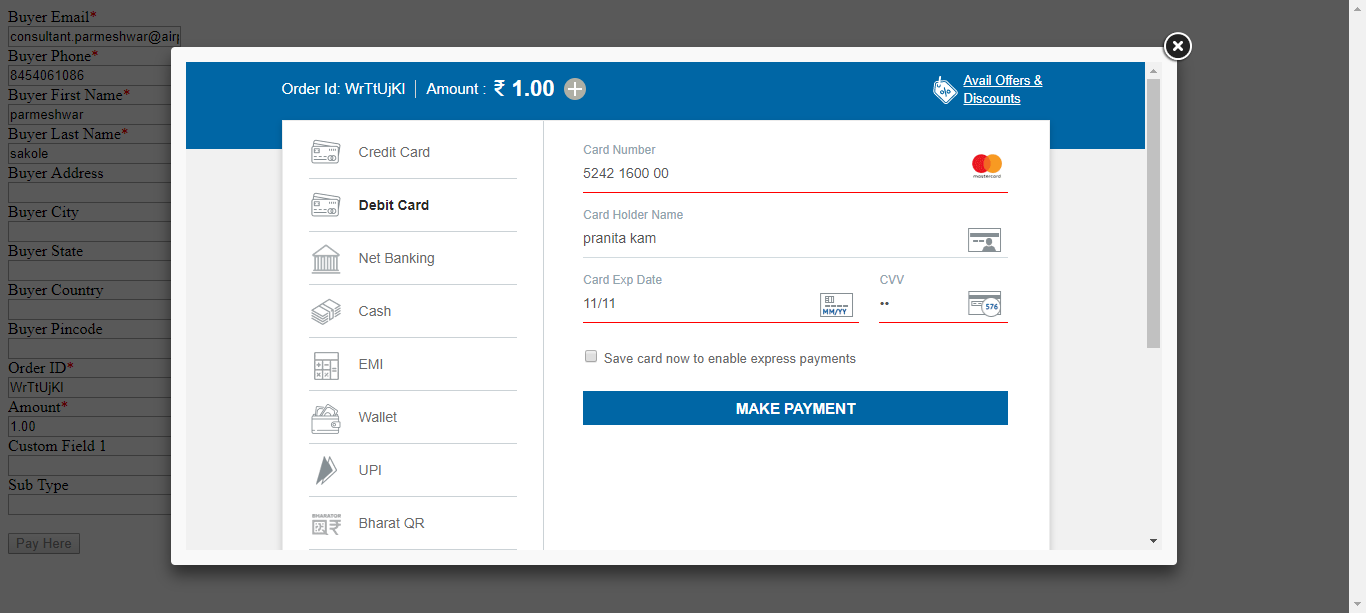 Buyer Email*
consultant.parmeshwar@airp
Buyer Phone*
8454061086
Buyer First Name*
parmeshwar
Buyer Last Name*
sakole
Buyer Address
Buyer City
Buyer State
Buyer Country
Buyer Pincode
Order ID*
WrTtUjKI
Amount*
1.00
Custom Field 1
Sub Type
Pay Here
Order Id: WrTtUjKI | Amount : ₹ 1.00
Avail Offers &
Discounts
%
Credit Card
Debit Card
Net Banking
Cash
EMI
Wallet
UPI
BHARATQR
Bharat QR
Card Number
5242 1600 00
mastercard
Card Holder Name
pranita kam
Card Exp Date
11/11
MM/YY
CVV
••
576
Save card now to enable express payments
MAKE PAYMENT